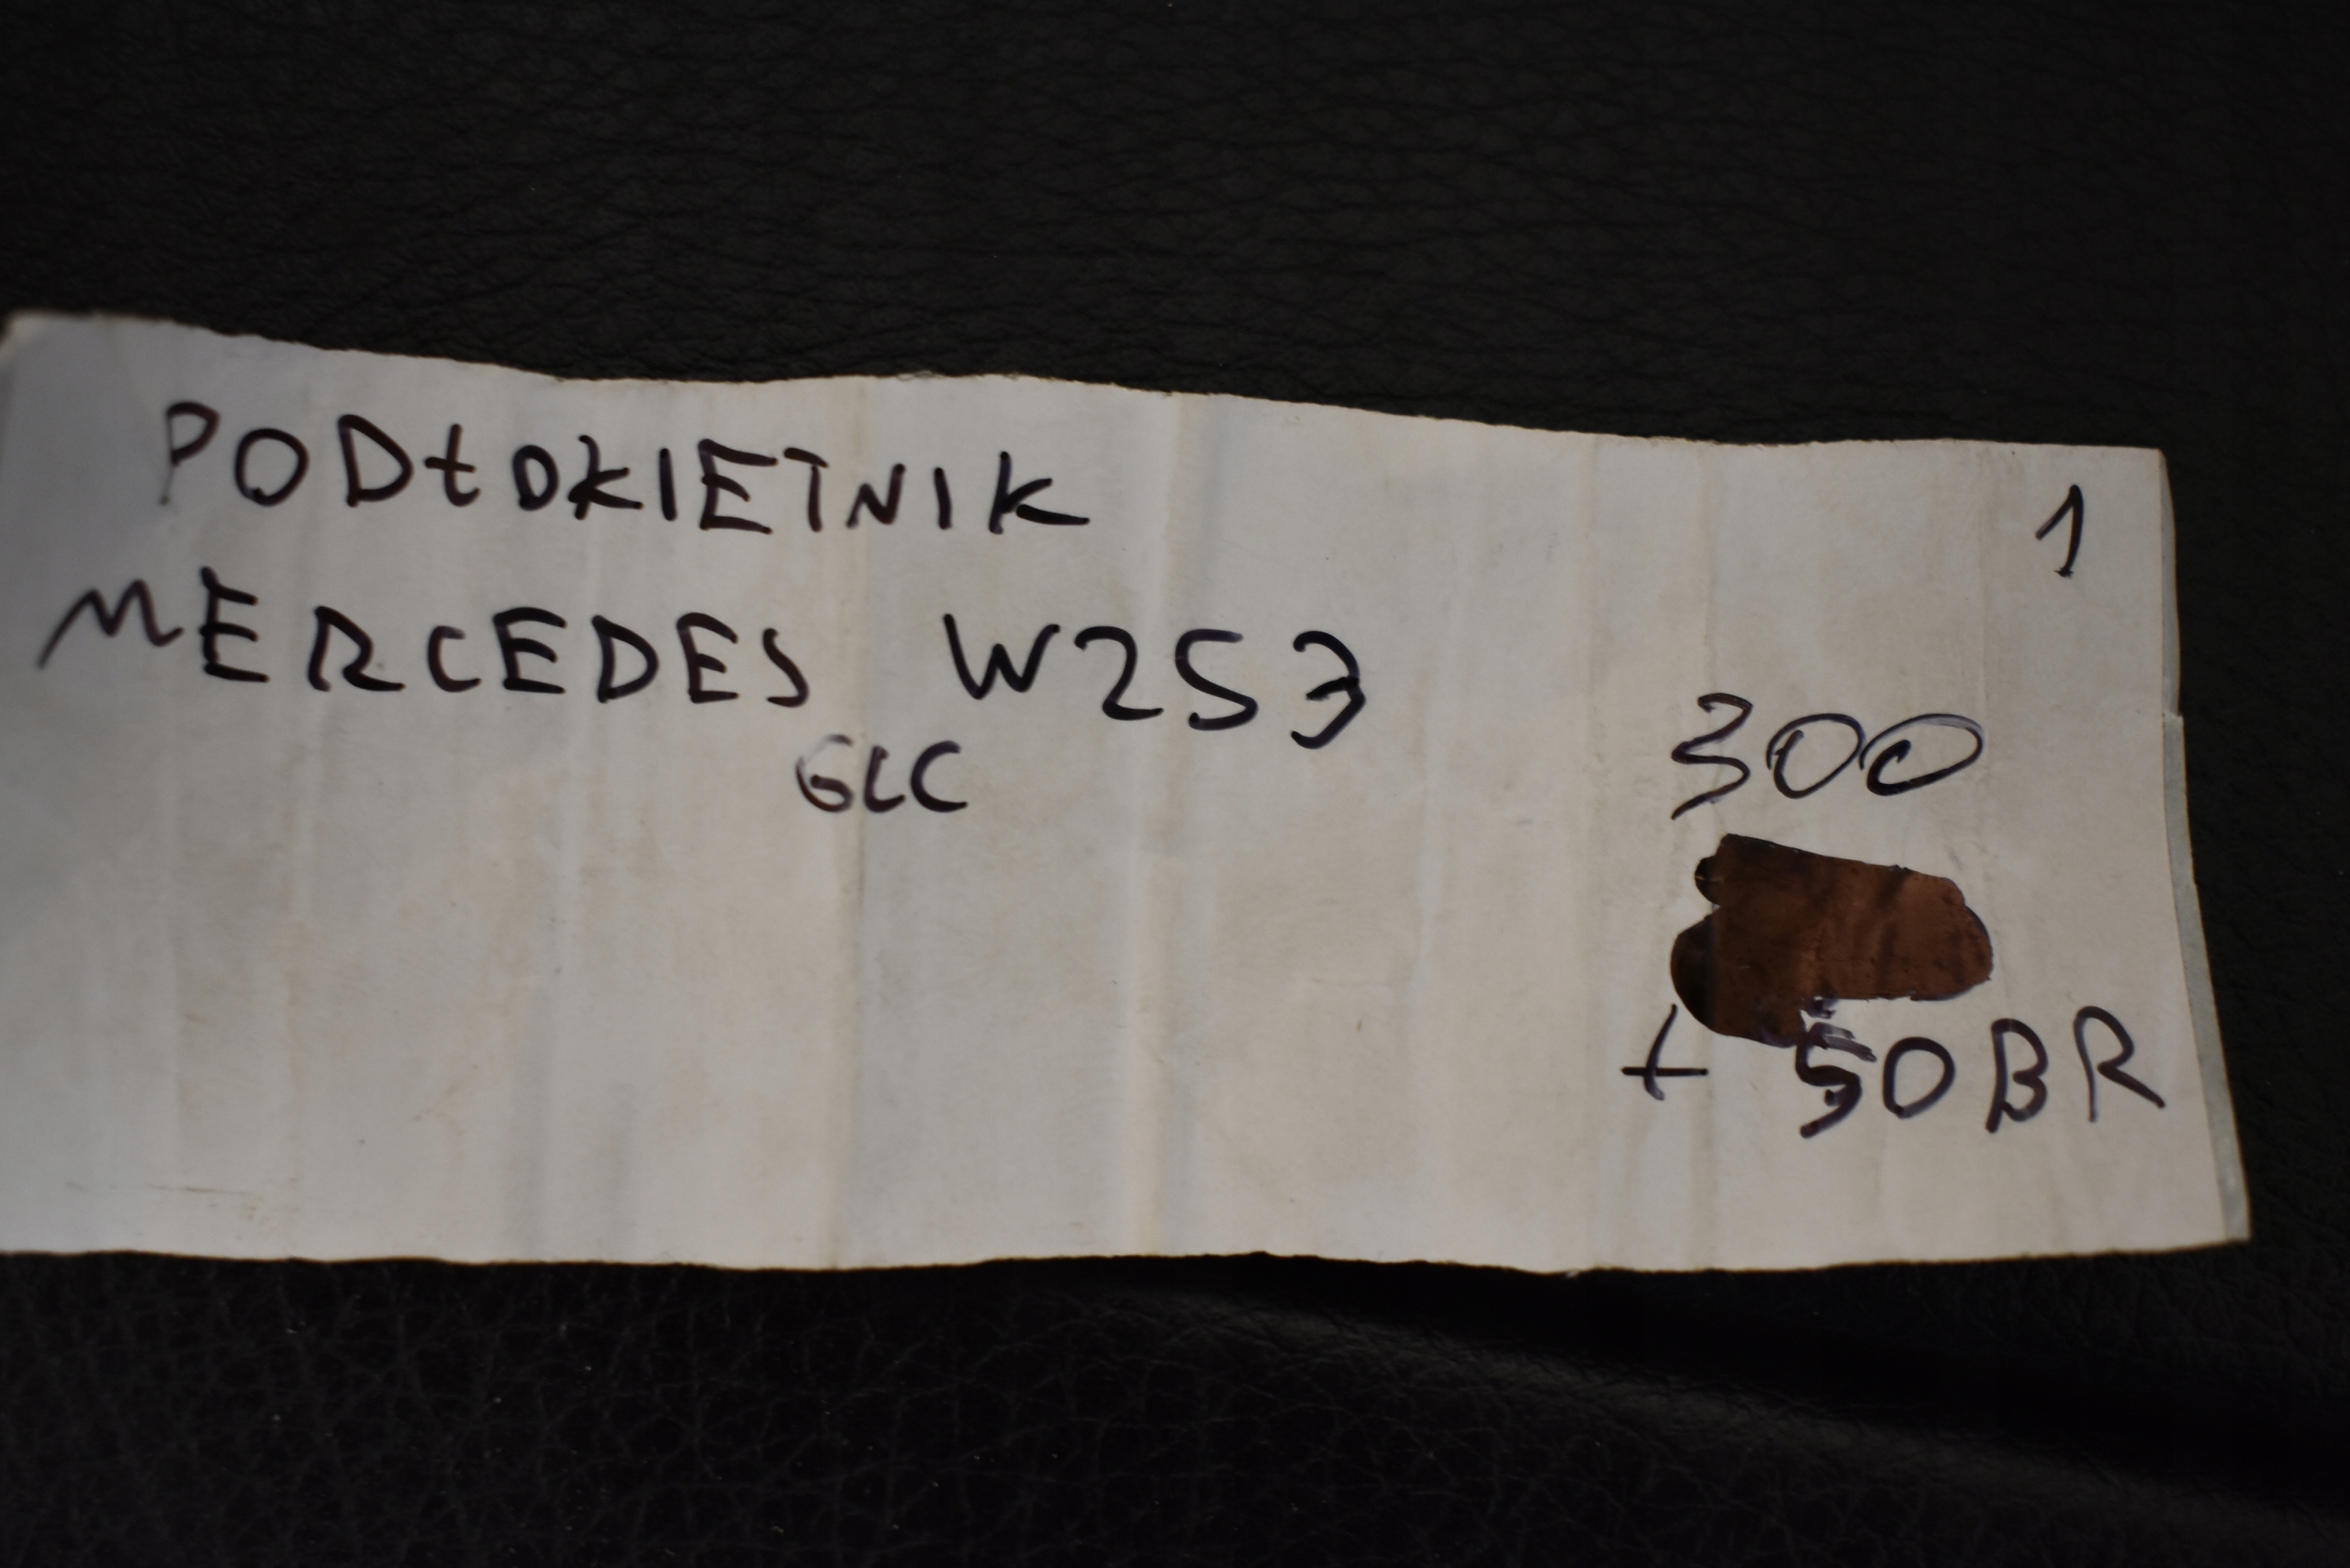 PODŁOKIETNIK
1
MERCEDES W253
GLC
300
+ 50BR